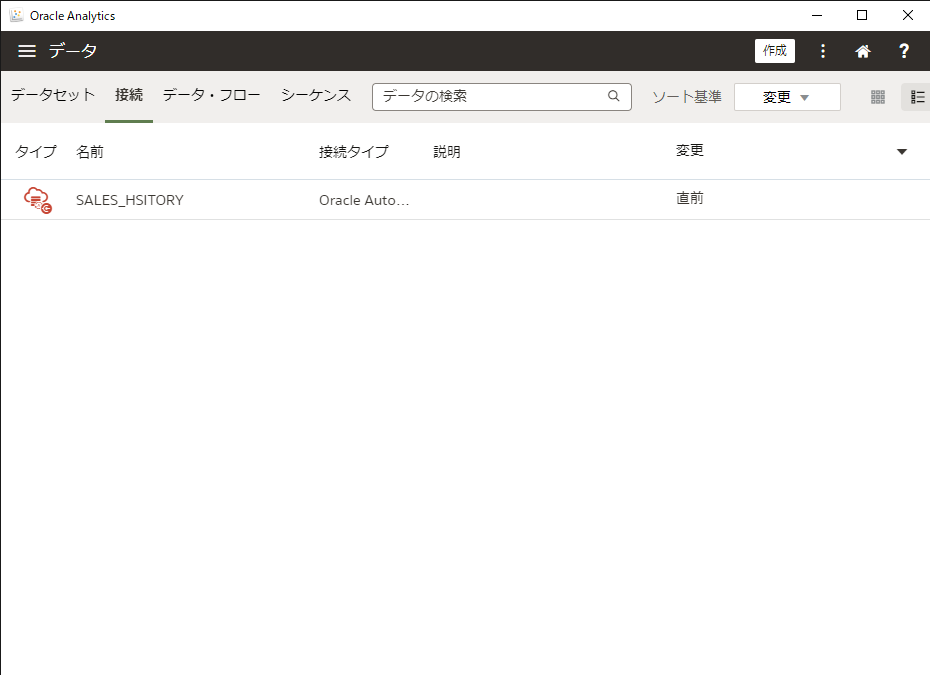 Oracle Analytics
データ 作成
データセット 接続 データ・フロー シーケンス データの検索 ソート基準 変更
タイプ 名前 接続タイプ 説明 変更
SALES_HSITORY Oracle Auto... 直前